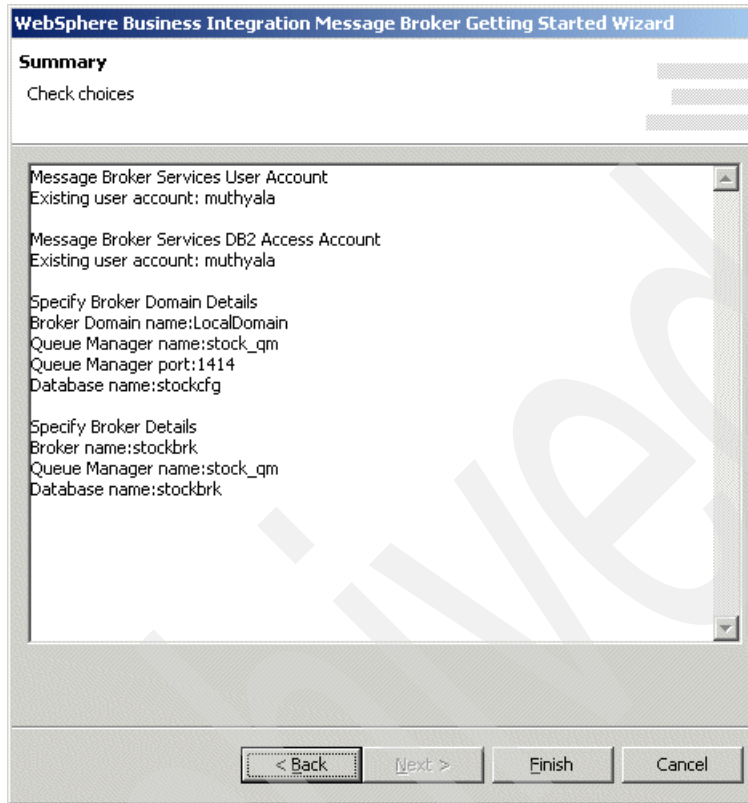 WebSphere Business Integration Message Broker Getting Started Wizard
Summary
Check choices
Message Broker Services User Account
Existing user account: muthyala
Message Broker Services DB2 Access Account
Existing user account: muthyala
Specify Broker Domain Details
Broker Domain name:LocalDomain
Queue Manager name:stock_qm
Queue Manager port:1414
Database name:stockcfg
Specify Broker Details
Broker name:stockbrk
Queue Manager name:stock_qm
Database name:stockbrk
< Back
Next >
Finish
Cancel